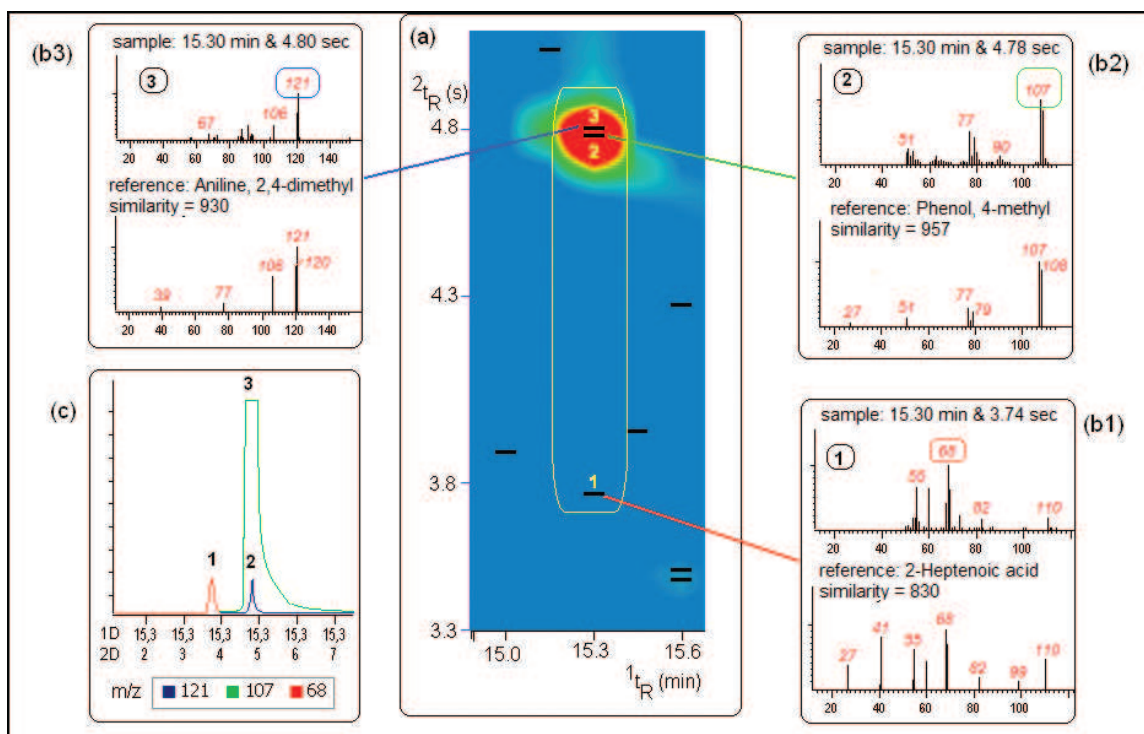 (b3)
sample: 15.30 min & 4.80 sec
3
121
67
106
20 40 60 80 100 120 140
reference: Aniline, 2,4-dimethyl
similarity = 930
121
120
106
39
77
20 40 60 80 100 120 140
(a)
²tR (s)
4.8
4.3
3.8
3.3
3
2
1
15.0 15.3 15.6
¹tR (min)
(b2)
sample: 15.30 min & 4.78 sec
2
107
77
51
90
20 40 60 80 100
reference: Phenol, 4-methyl
similarity = 957
107
108
77
79
27
51
20 40 60 80 100
(c)
3
1
2
1D 15,3 15,3 15,3 15,3 15,3 15,3
2D 2 3 4 5 6 7
m/z 121 107 68
(b1)
sample: 15.30 min & 3.74 sec
1
68
55
82
110
20 40 60 80 100
reference: 2-Heptenoic acid
similarity = 830
68
41
55
27
82
99
110
20 40 60 80 100